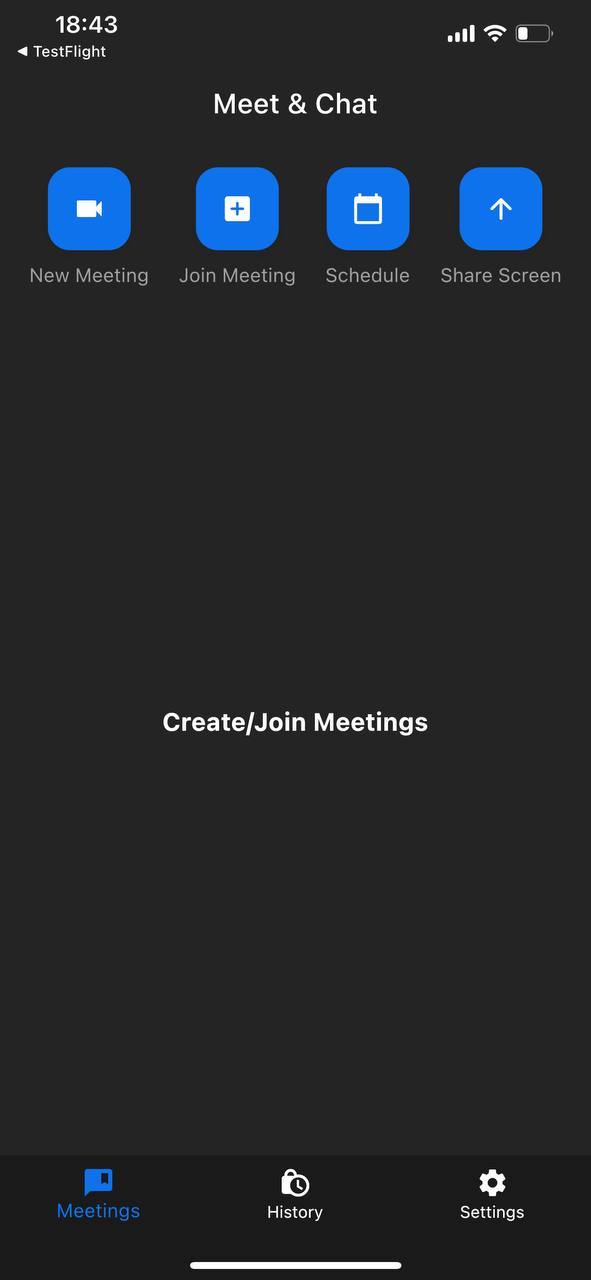 18:43
◀ TestFlight
Meet & Chat
New Meeting Join Meeting Schedule Share Screen
Create/Join Meetings
Meetings History Settings